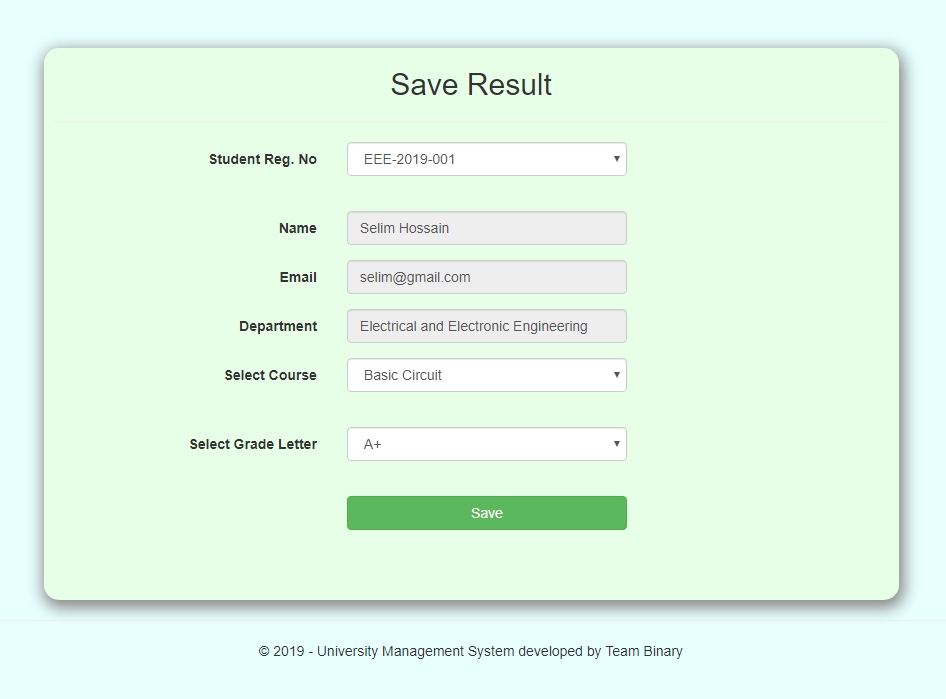 Save Result
Student Reg. No EEE-2019-001
Name Selim Hossain
Email selim@gmail.com
Department Electrical and Electronic Engineering
Select Course Basic Circuit
Select Grade Letter A+
Save
© 2019 - University Management System developed by Team Binary